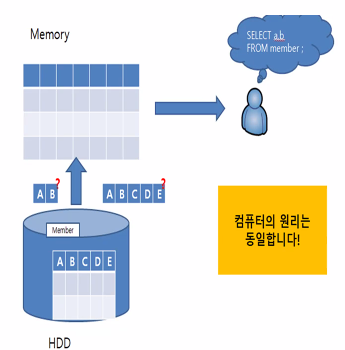 Memory
SELECT a,b
FROM member ;
A B ?
A B C D E ?
컴퓨터의 원리는
동일합니다!
Member
A B C D E
HDD